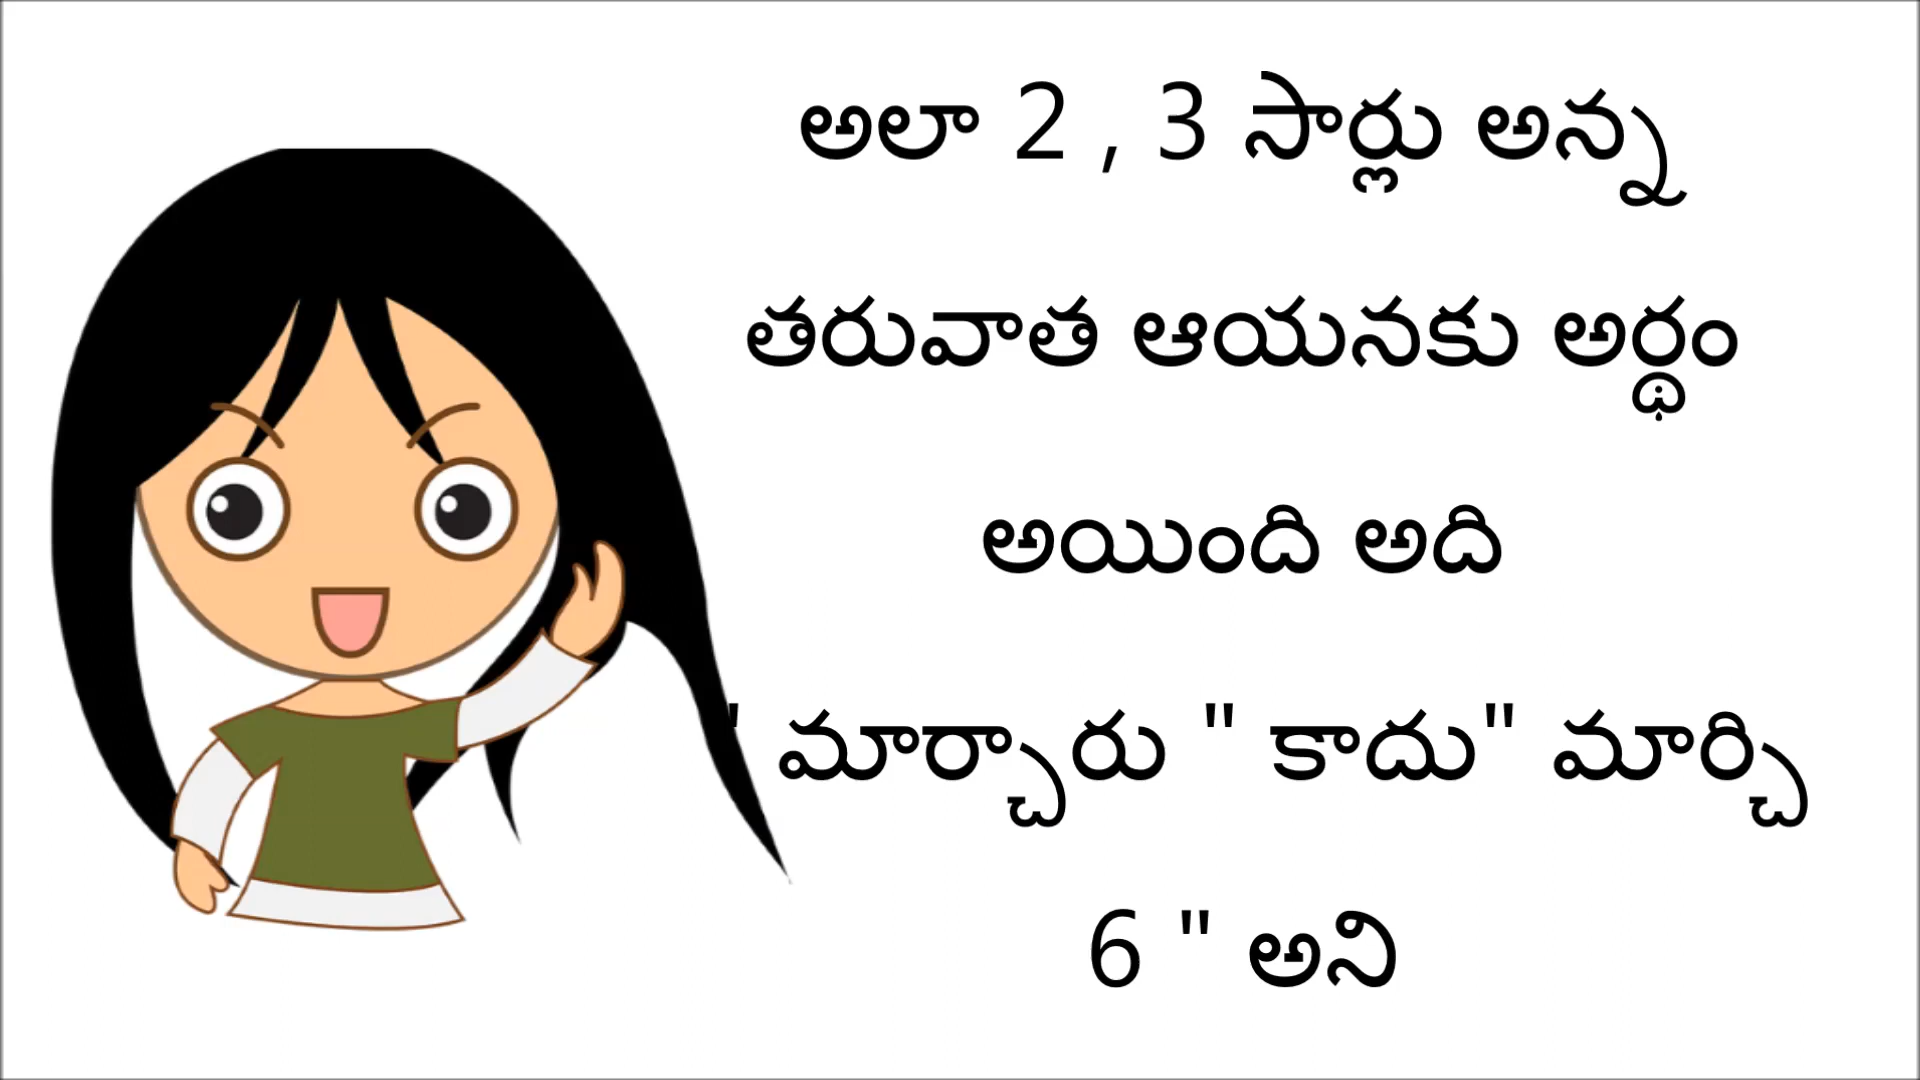 అలా 2 , 3 సార్లు అన్న
తరువాత ఆయనకు అర్థం
అయింది అది
" మార్చారు " కాదు" మార్చి
6 " అని